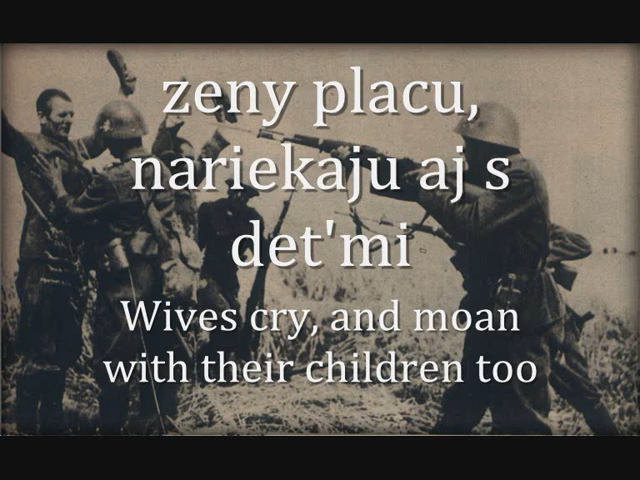 zeny placu,
nariekaju aj s
det'mi
Wives cry, and moan
with their children too